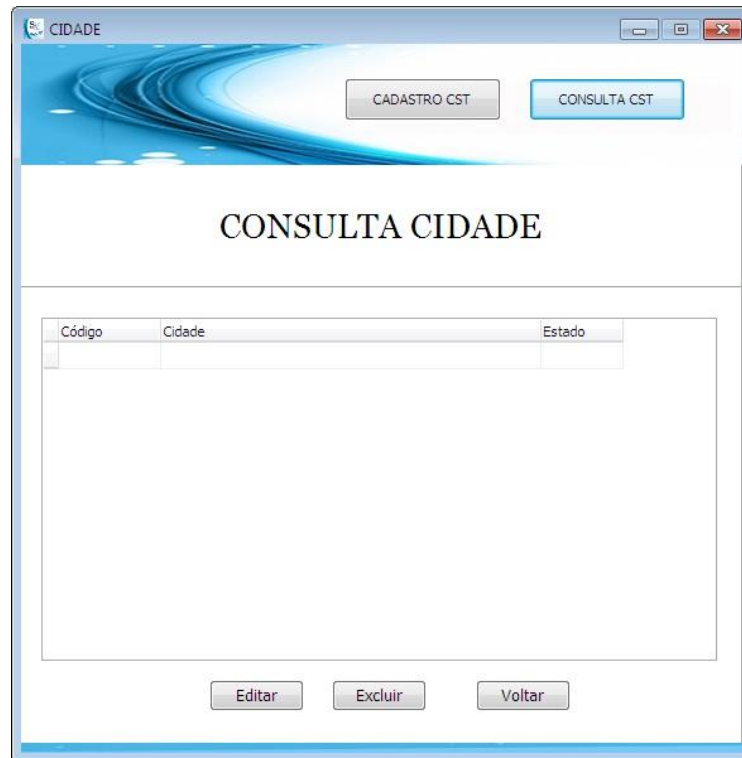 CIDADE
CADASTRO CST CONSULTA CST
CONSULTA CIDADE
Código Cidade Estado
Editar Excluir Voltar